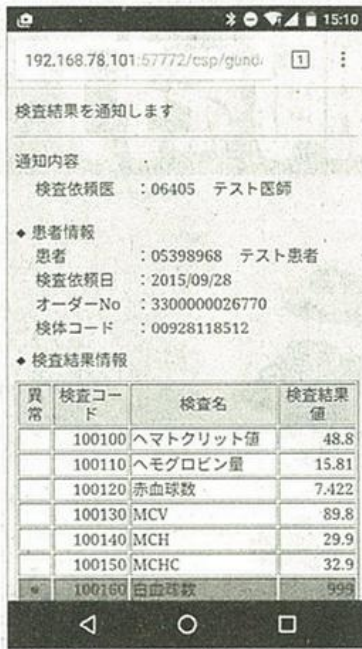 15:10
192.168.78.101:57772/csp/gund
1
検査結果を通知します
通知内容
検査依頼医 :06405 テスト医師
◆ 患者情報
患者 :05398968 テスト患者
検査依頼日 :2015/09/28
オーダーNo :3300000026770
検体コード :00928118512
◆ 検査結果情報
異常 検査コード 検査名 検査結果値
100100 ヘマトクリット値 48.8
100110 ヘモグロビン量 15.81
100120 赤血球数 7.422
100130 MCV 89.8
100140 MCH 29.9
100150 MCHC 32.9
100160 白血球数 999